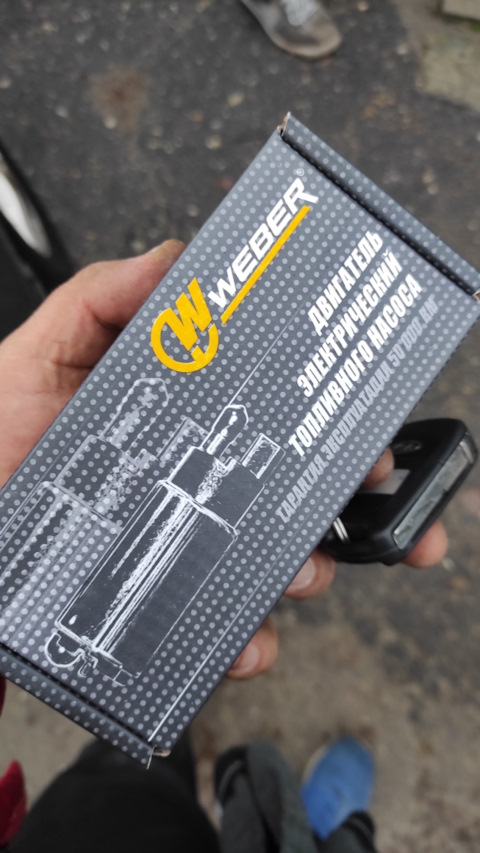 WEBER®
ДВИГАТЕЛЬ
ЭЛЕКТРИЧЕСКИЙ
ТОПЛИВНОГО НАСОСА
ГАРАНТИЯ ЭКСПЛУАТАЦИИ 50 000 КМ